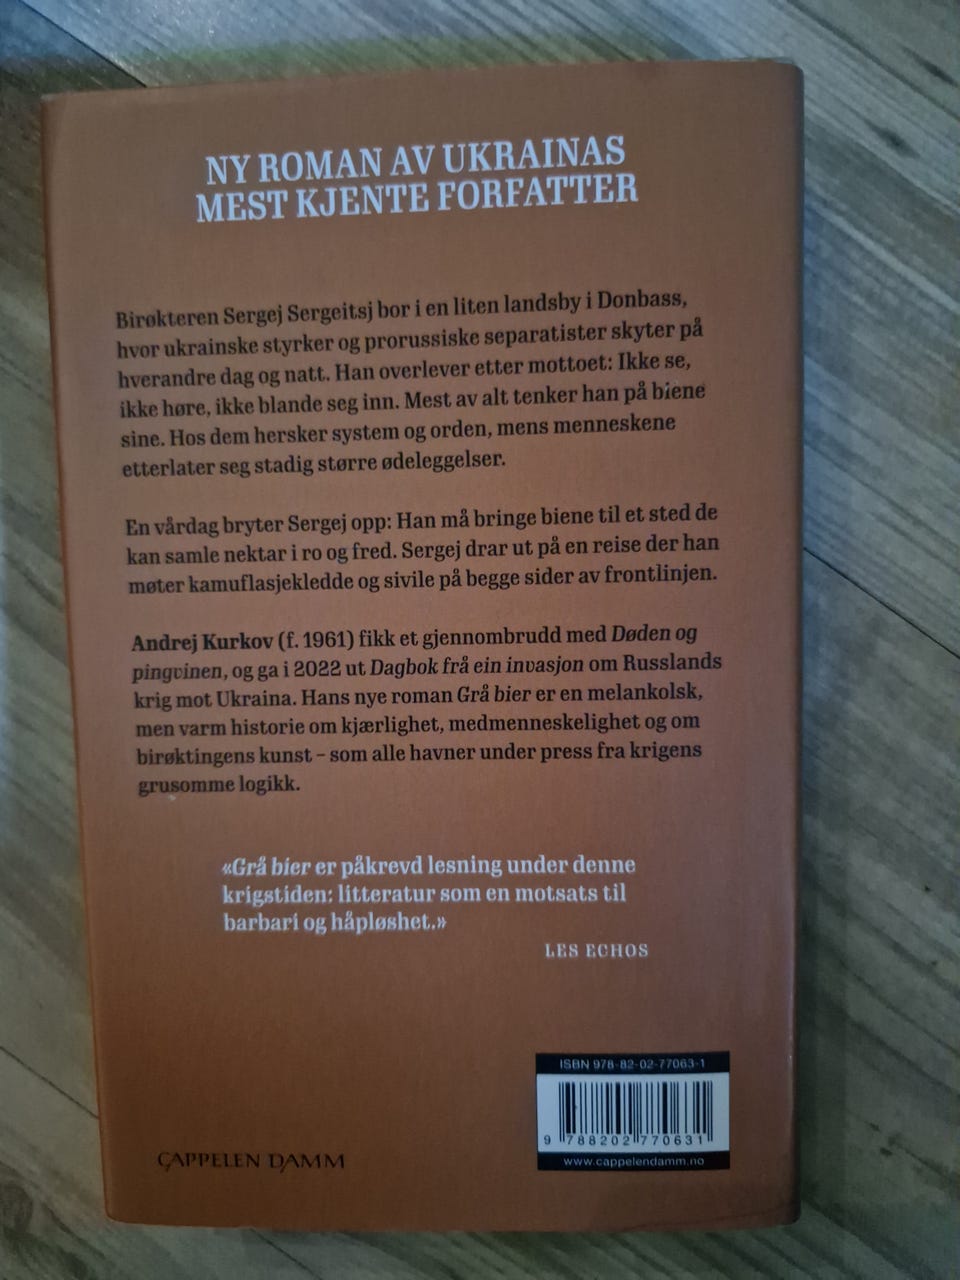 NY ROMAN AV UKRAINAS
MEST KJENTE FORFATTER
Birøkteren Sergej Sergeitsj bor i en liten landsby i Donbass,
hvor ukrainske styrker og prorussiske separatister skyter på
hverandre dag og natt. Han overlever etter mottoet: Ikke se,
ikke høre, ikke blande seg inn. Mest av alt tenker han på biene
sine. Hos dem hersker system og orden, mens menneskene
etterlater seg stadig større ødeleggelser.
En vårdag bryter Sergej opp: Han må bringe biene til et sted de
kan samle nektar i ro og fred. Sergej drar ut på en reise der han
møter kamuflasjekledde og sivile på begge sider av frontlinjen.
Andrej Kurkov (f. 1961) fikk et gjennombrudd med Døden og
pingvinen, og ga i 2022 ut Dagbok frå ein invasjon om Russlands
krig mot Ukraina. Hans nye roman Grå bier er en melankolsk,
men varm historie om kjærlighet, medmenneskelighet og om
birøktingens kunst – som alle havner under press fra krigens
grusomme logikk.
«Grå bier er påkrevd lesning under denne
krigstiden: litteratur som en motsats til
barbari og håpløshet.»
LES ECHOS
ISBN 978-82-02-77063-1
9 788202 770631
www.cappelendamm.no
CAPPELEN DAMM